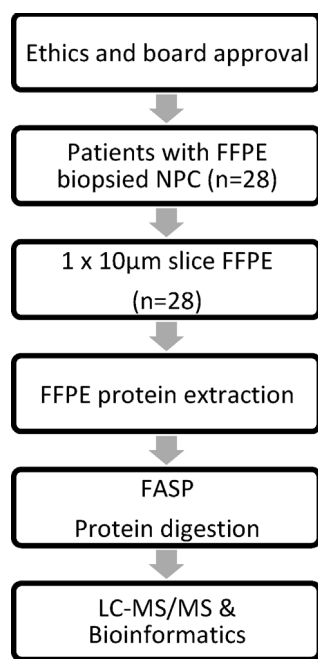 Ethics and board approval
Patients with FFPE
biopsied NPC (n=28)
1 x 10μm slice FFPE
(n=28)
FFPE protein extraction
FASP
Protein digestion
LC-MS/MS &
Bioinformatics